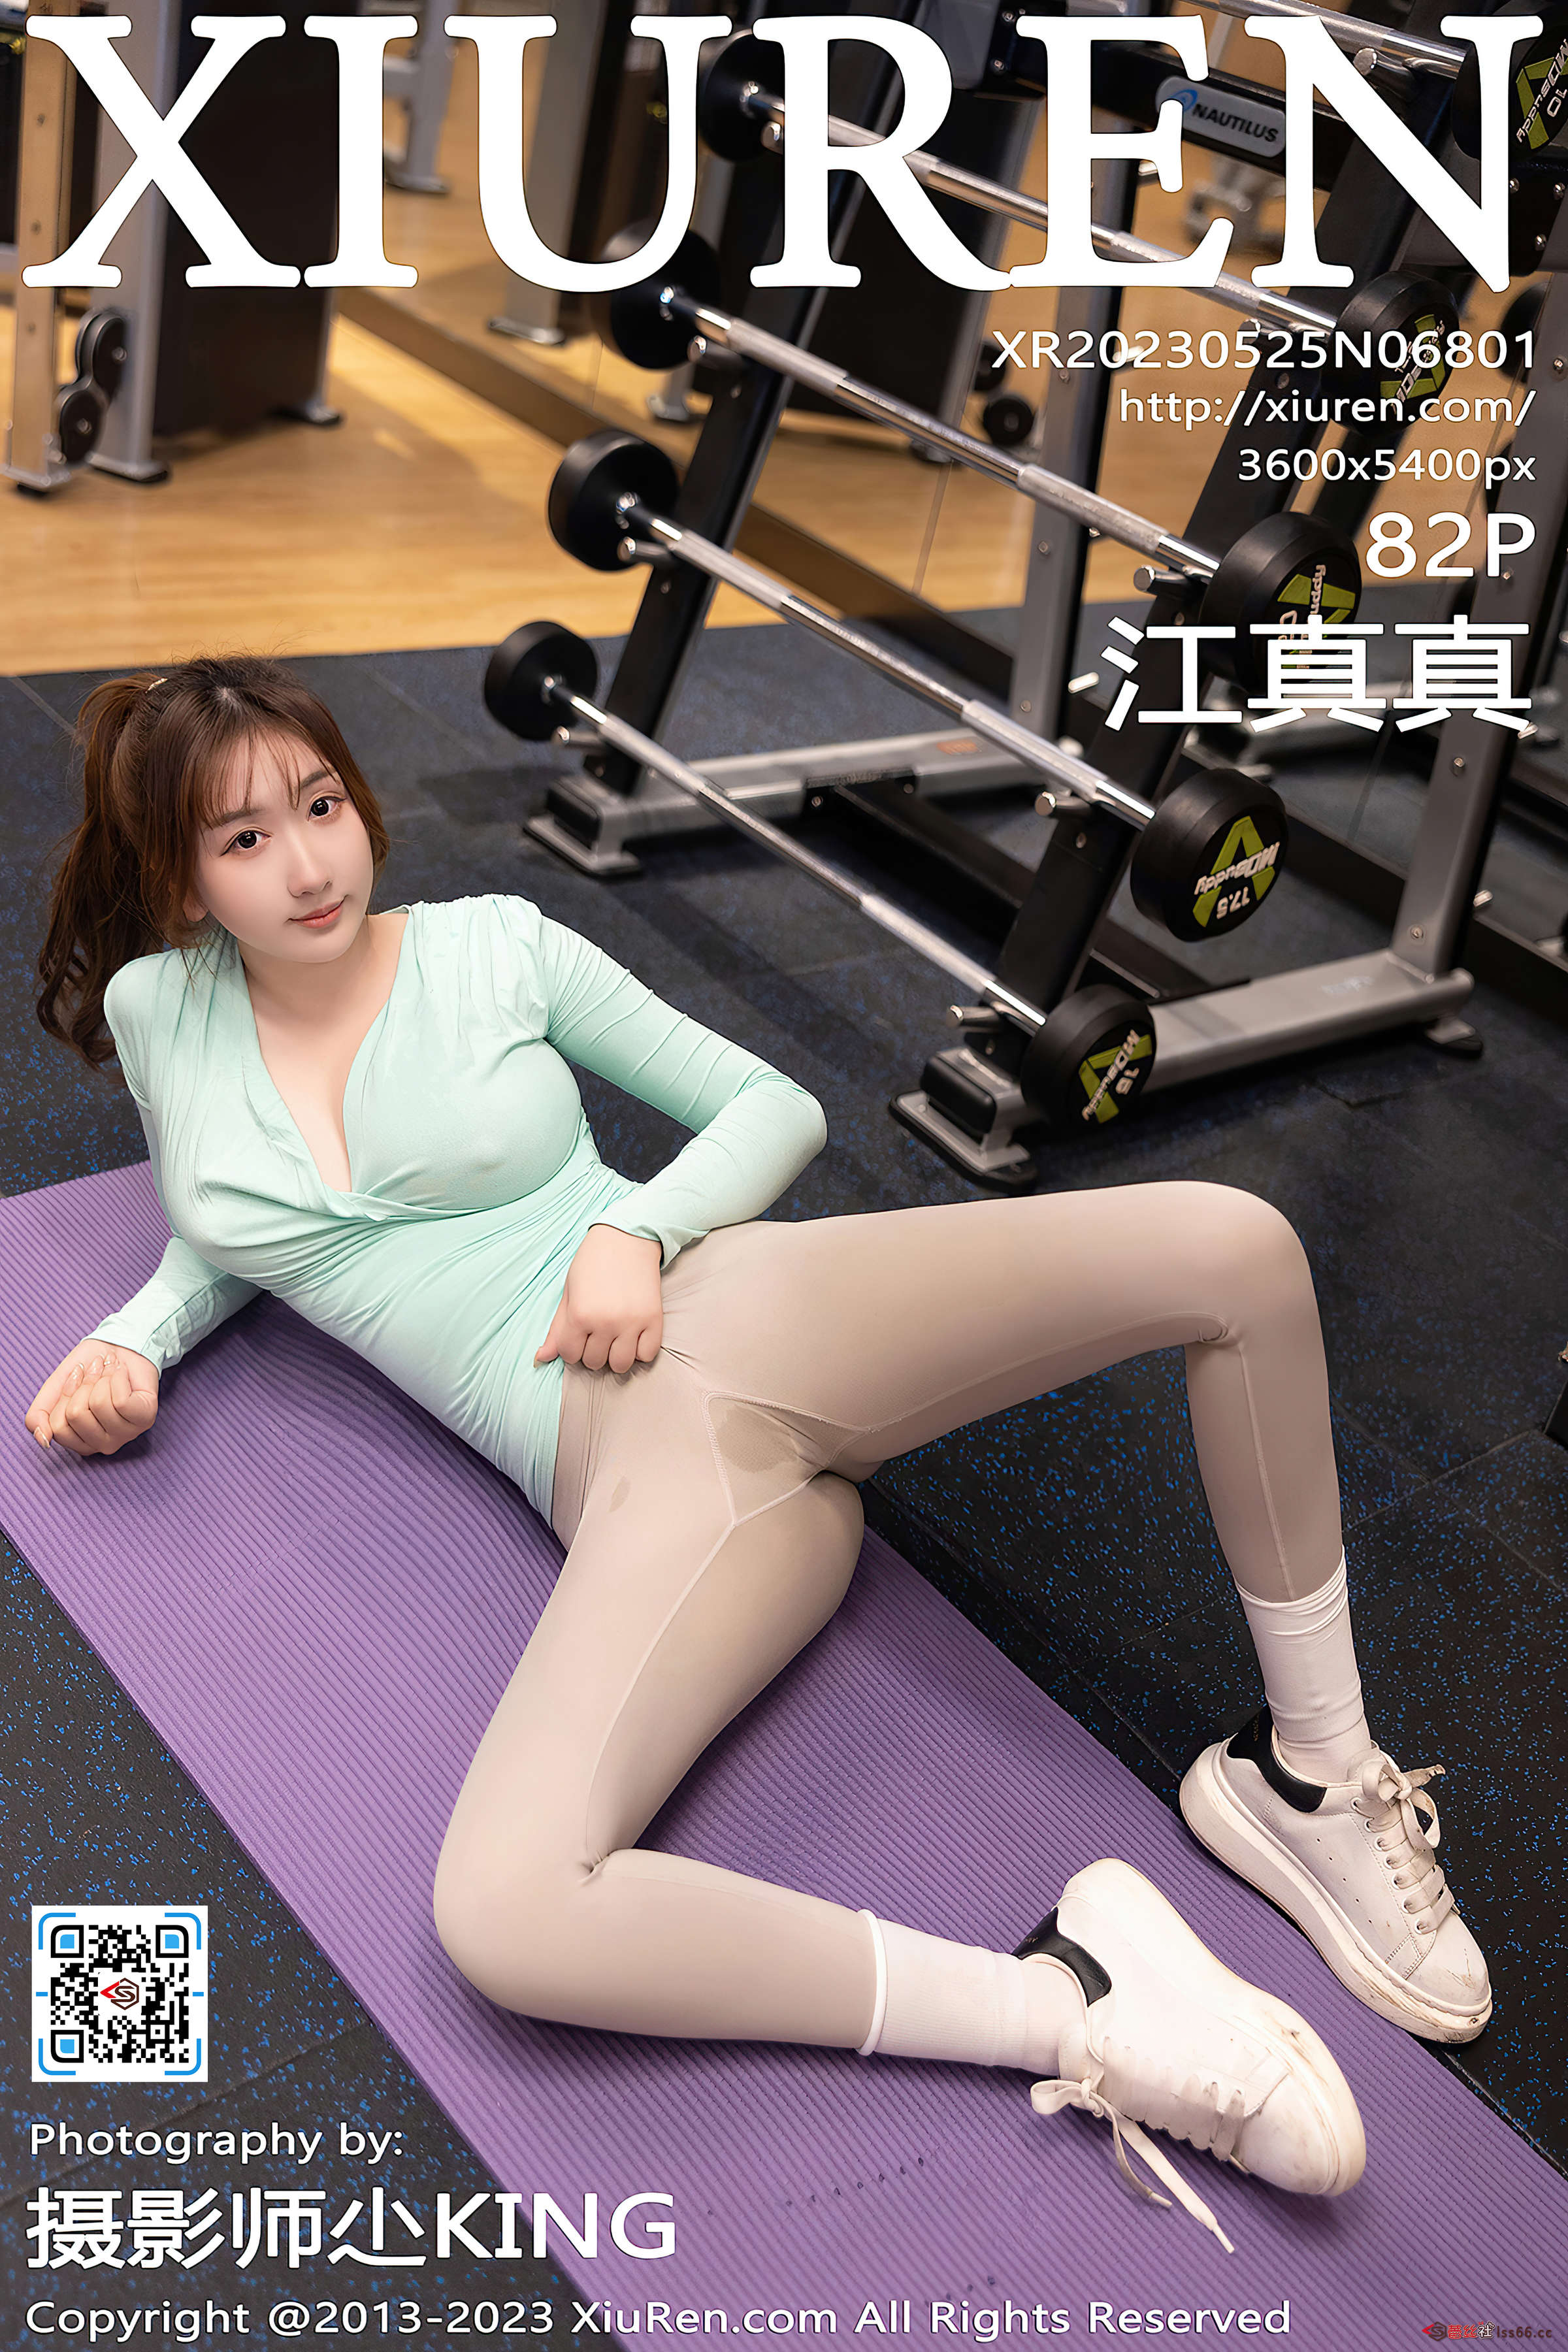 XIUREN
NAUTILUS
XR20230525N06801
http://xiuren.com/
3600x5400px
82P
江真真
17.5
15
Photography by:
摄影师尐KING
Copyright @2013-2023 XiuRen.com All Rights Reserved
lss66.cc